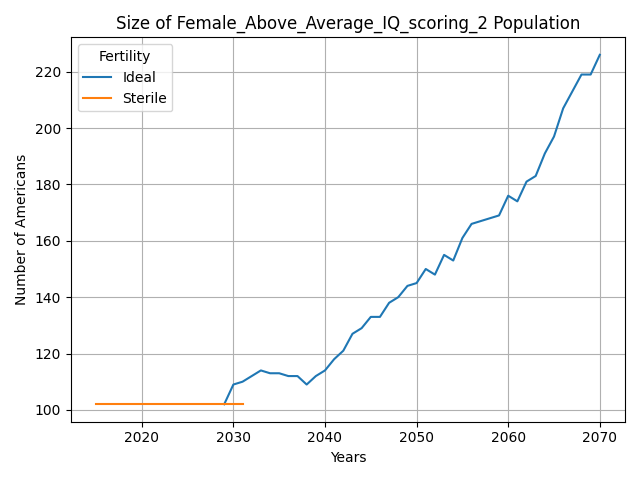 Size of Female_Above_Average_IQ_scoring_2 Population
Fertility
Ideal
Sterile
Number of Americans
220
200
180
160
140
120
100
2020 2030 2040 2050 2060 2070
Years